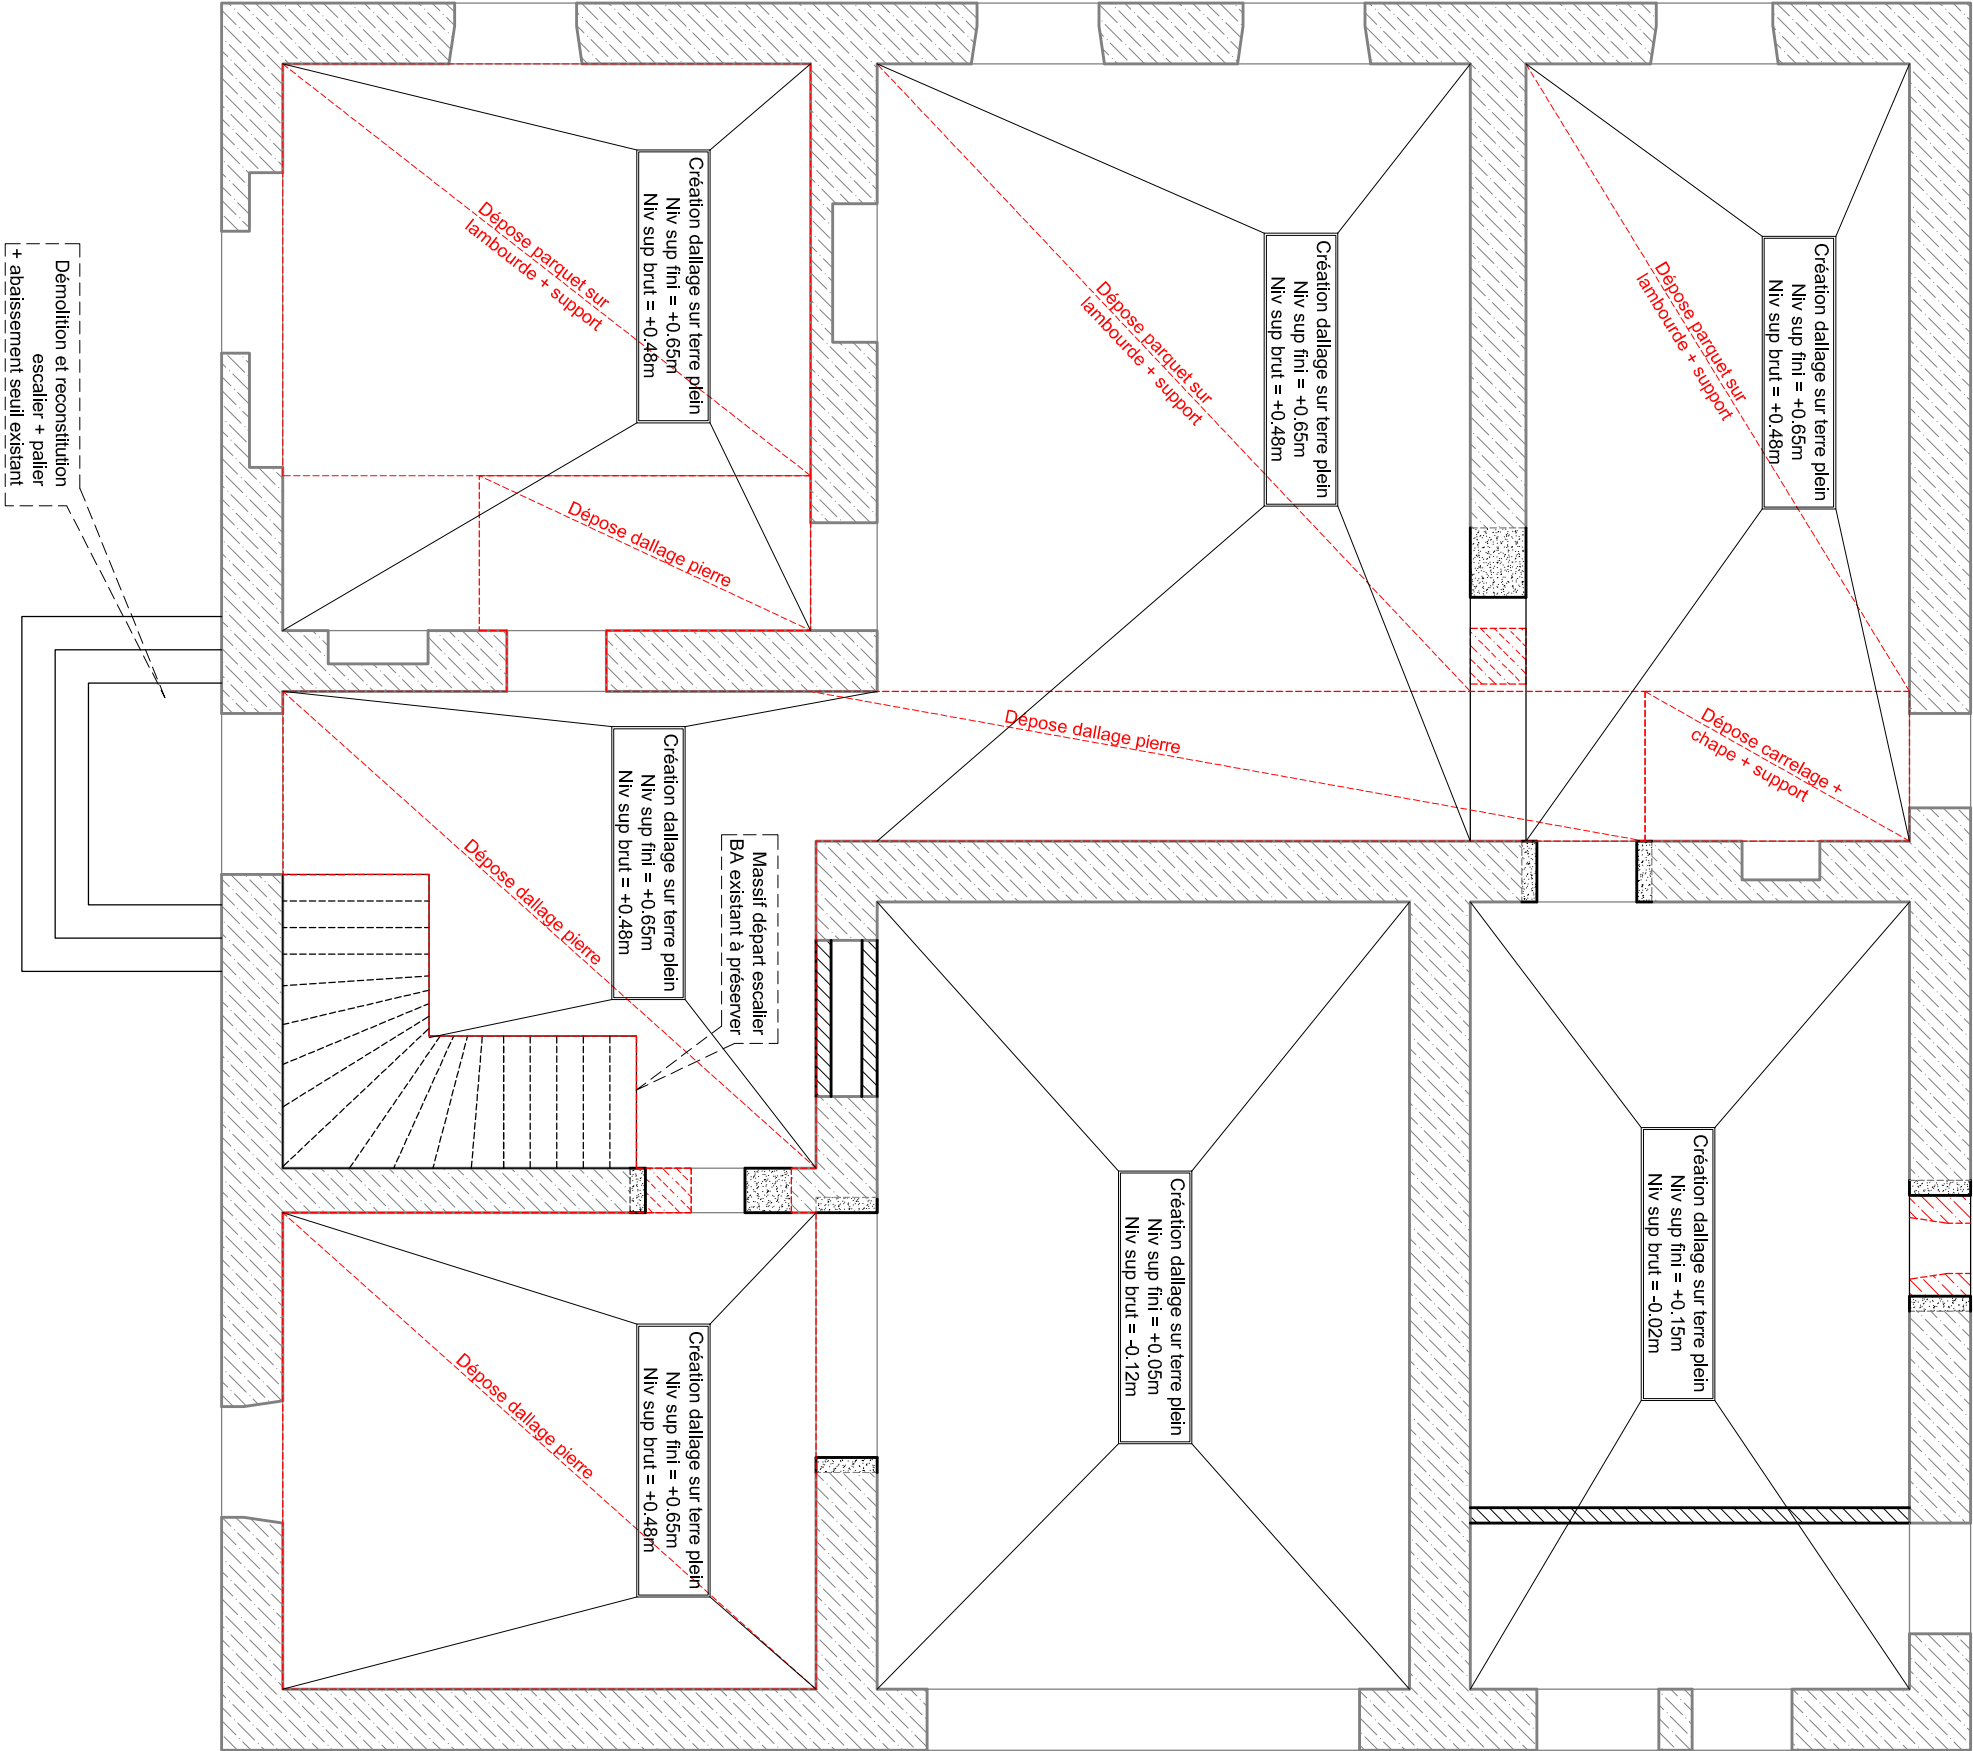 Création dallage sur terre plein
Niv sup fini = +0.65m
Niv sup brut = +0.48m
Dépose parquet sur
lambourde + support
Dépose dallage pierre
Création dallage sur terre plein
Niv sup fini = +0.65m
Niv sup brut = +0.48m
Dépose parquet sur
lambourde + support
Création dallage sur terre plein
Niv sup fini = +0.65m
Niv sup brut = +0.48m
Dépose parquet sur
lambourde + support
Dépose dallage pierre
Dépose carrelage +
chape + support
Démolition et reconstitution
escalier + palier
+ abaissement seuil existant
Création dallage sur terre plein
Niv sup fini = +0.65m
Niv sup brut = +0.48m
Dépose dallage pierre
Massif départ escalier
BA existant à préserver
Création dallage sur terre plein
Niv sup fini = +0.05m
Niv sup brut = -0.12m
Création dallage sur terre plein
Niv sup fini = +0.15m
Niv sup brut = -0.02m
Création dallage sur terre plein
Niv sup fini = +0.65m
Niv sup brut = +0.48m
Dépose dallage pierre